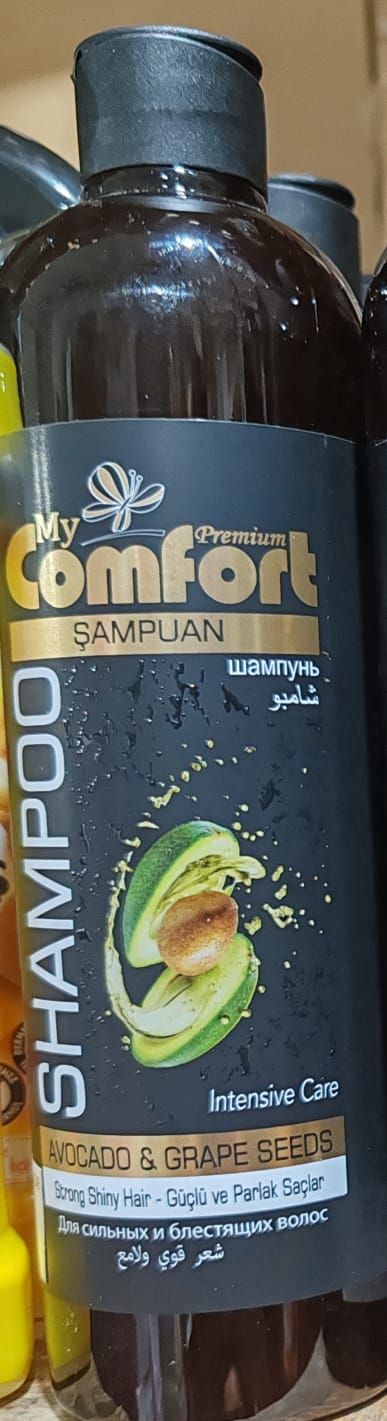 My
Premium
Comfort
ŞAMPUAN
шампунь
شامبو
SHAMPOO
Intensive Care
AVOCADO & GRAPE SEEDS
Strong Shiny Hair - Güçlü ve Parlak Saçlar
Для сильных и блестящих волос
شعر قوي ولامع